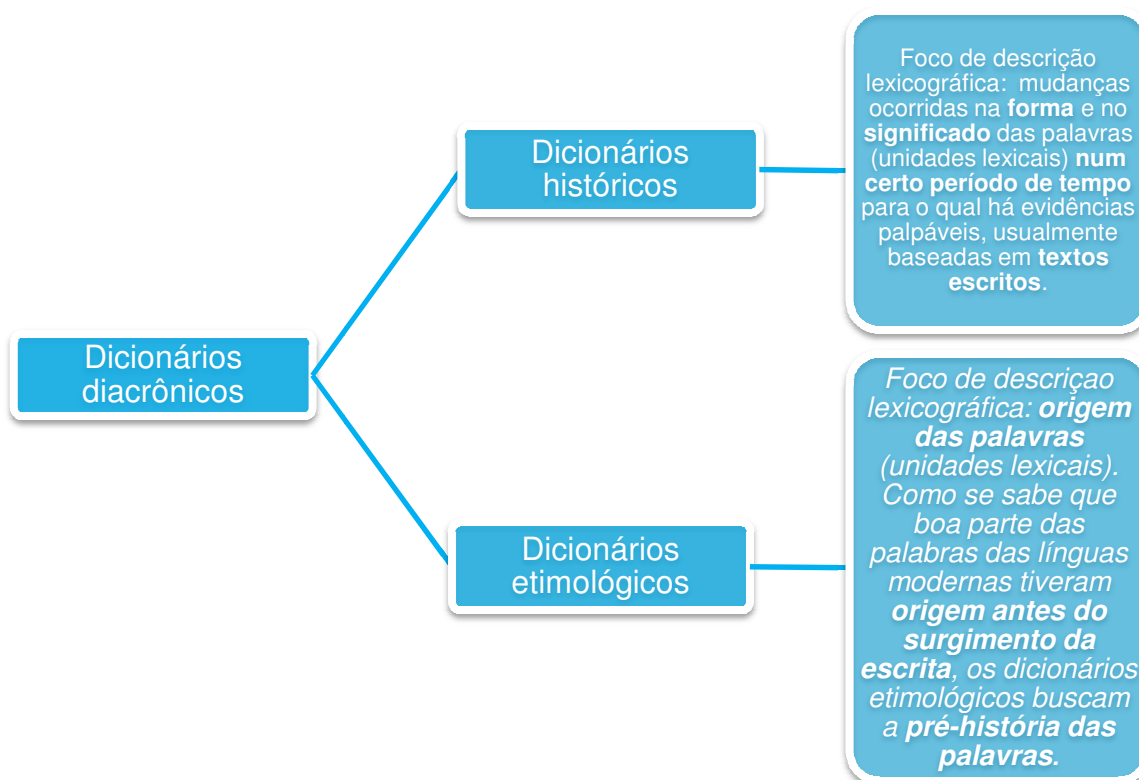 Dicionários
diacrônicos
Dicionários
históricos
Foco de descrição
lexicográfica: mudanças
ocorridas na forma e no
significado das palavras
(unidades lexicais) num
certo período de tempo
para o qual há evidências
palpáveis, usualmente
baseadas em textos
escritos.
Dicionários
etimológicos
Foco de descriçao
lexicográfica: origem
das palavras
(unidades lexicais).
Como se sabe que
boa parte das
palabras das línguas
modernas tiveram
origem antes do
surgimento da
escrita, os dicionários
etimológicos buscam
a pré-história das
palavras.